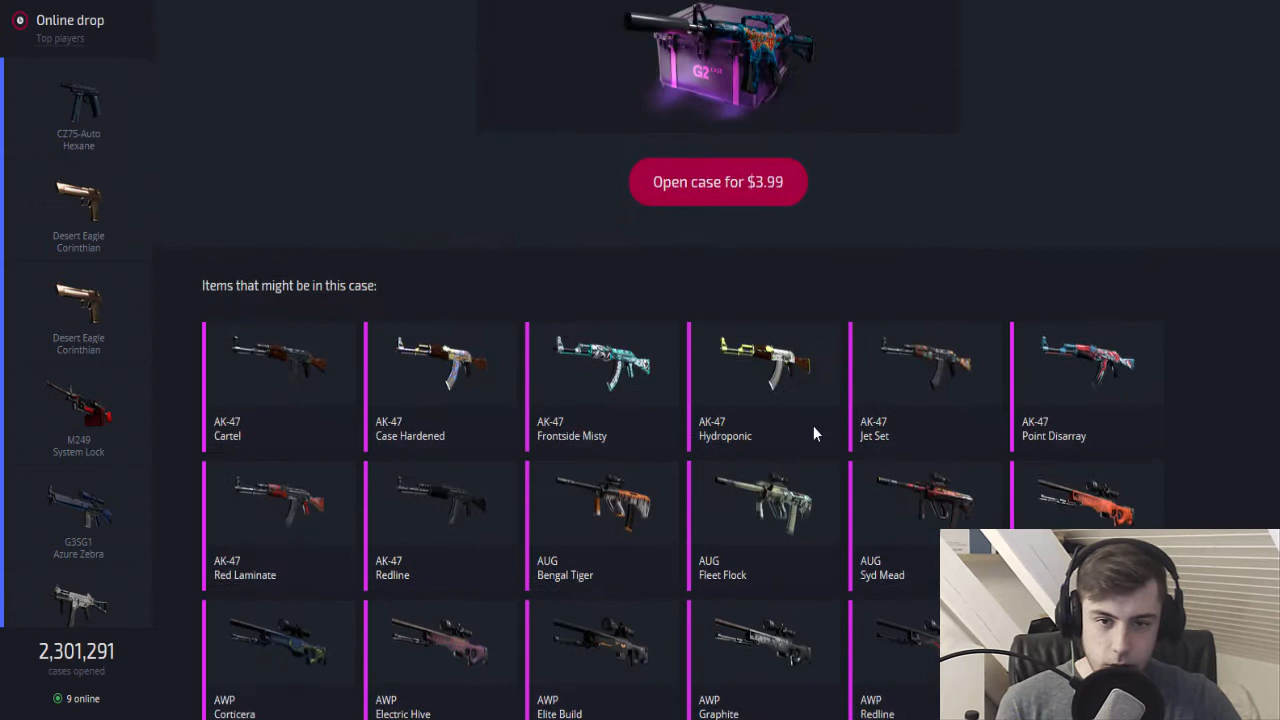 Online drop
Top players
CZ75-Auto
Hexane
Desert Eagle
Corinthian
Desert Eagle
Corinthian
M249
System Lock
G3SG1
Azure Zebra
2,301,291
cases opened
9 online
G2 CASE
Open case for $3.99
Items that might be in this case:
AK-47
Cartel
AK-47
Case Hardened
AK-47
Frontside Misty
AK-47
Hydroponic
AK-47
Jet Set
AK-47
Point Disarray
AK-47
Red Laminate
AK-47
Redline
AUG
Bengal Tiger
AUG
Fleet Flock
AUG
Syd Mead
AWP
Corticera
AWP
Electric Hive
AWP
Elite Build
AWP
Graphite
AWP
Redline